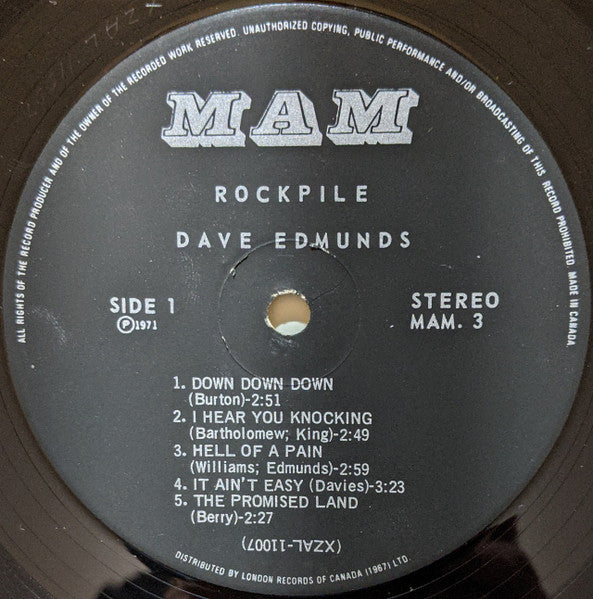 ALL RIGHTS OF THE RECORD PRODUCER AND OF THE OWNER OF THE RECORDED WORK RESERVED. UNAUTHORIZED COPYING, PUBLIC PERFORMANCE AND/OR BROADCASTING OF THIS RECORD PROHIBITED. MADE IN CANADA.
MAM
ROCKPILE
DAVE EDMUNDS
SIDE 1
Ⓟ1971
STEREO
MAM. 3
1. DOWN DOWN DOWN
(Burton)-2:51
2. I HEAR YOU KNOCKING
(Bartholomew; King)-2:49
3. HELL OF A PAIN
(Williams; Edmunds)-2:59
4. IT AIN'T EASY (Davies)-3:23
5. THE PROMISED LAND
(Berry)-2:27
(XZAL-11007)
DISTRIBUTED BY LONDON RECORDS OF CANADA (1967) LTD.